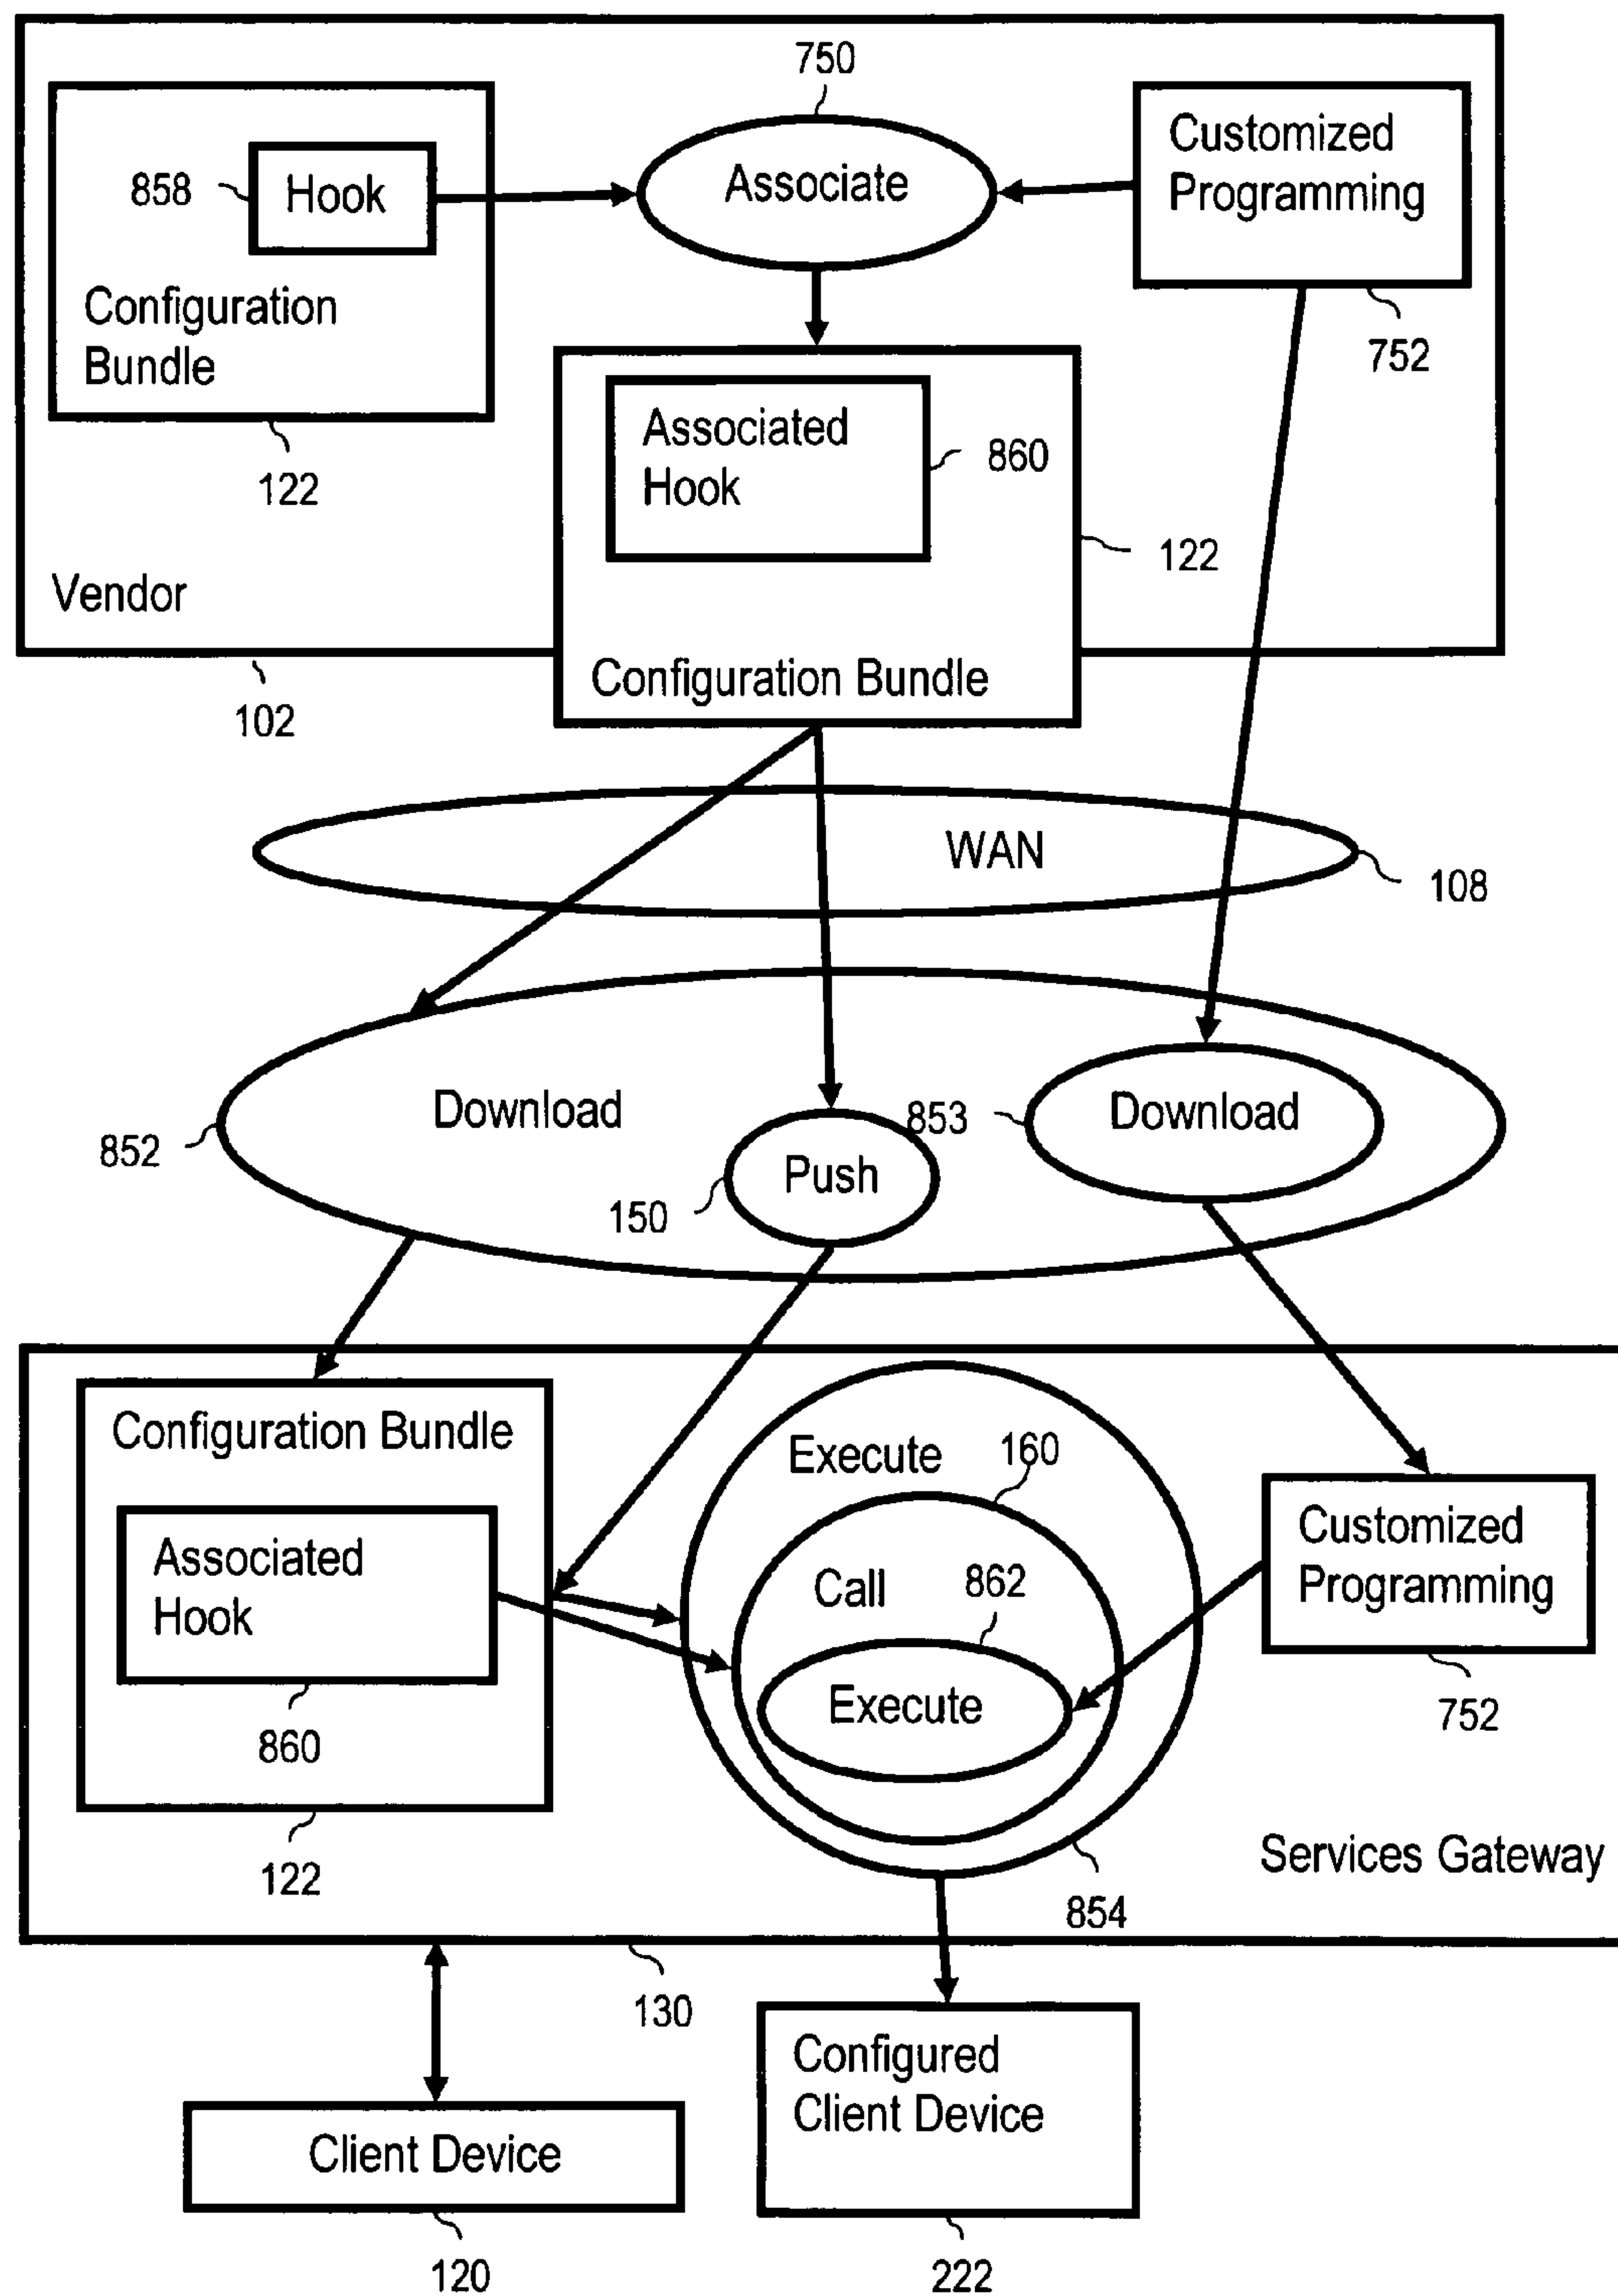 750
Customized
Programming
Associate
858
Hook
Configuration
Bundle
752
Associated
Hook
860
122
122
Vendor
Configuration Bundle
102
WAN
108
Download
853
Download
852
Push
150
Configuration Bundle
Execute
160
Associated
Hook
Call
862
Customized
Programming
Execute
860
752
122
Services Gateway
854
130
Configured
Client Device
Client Device
120
222